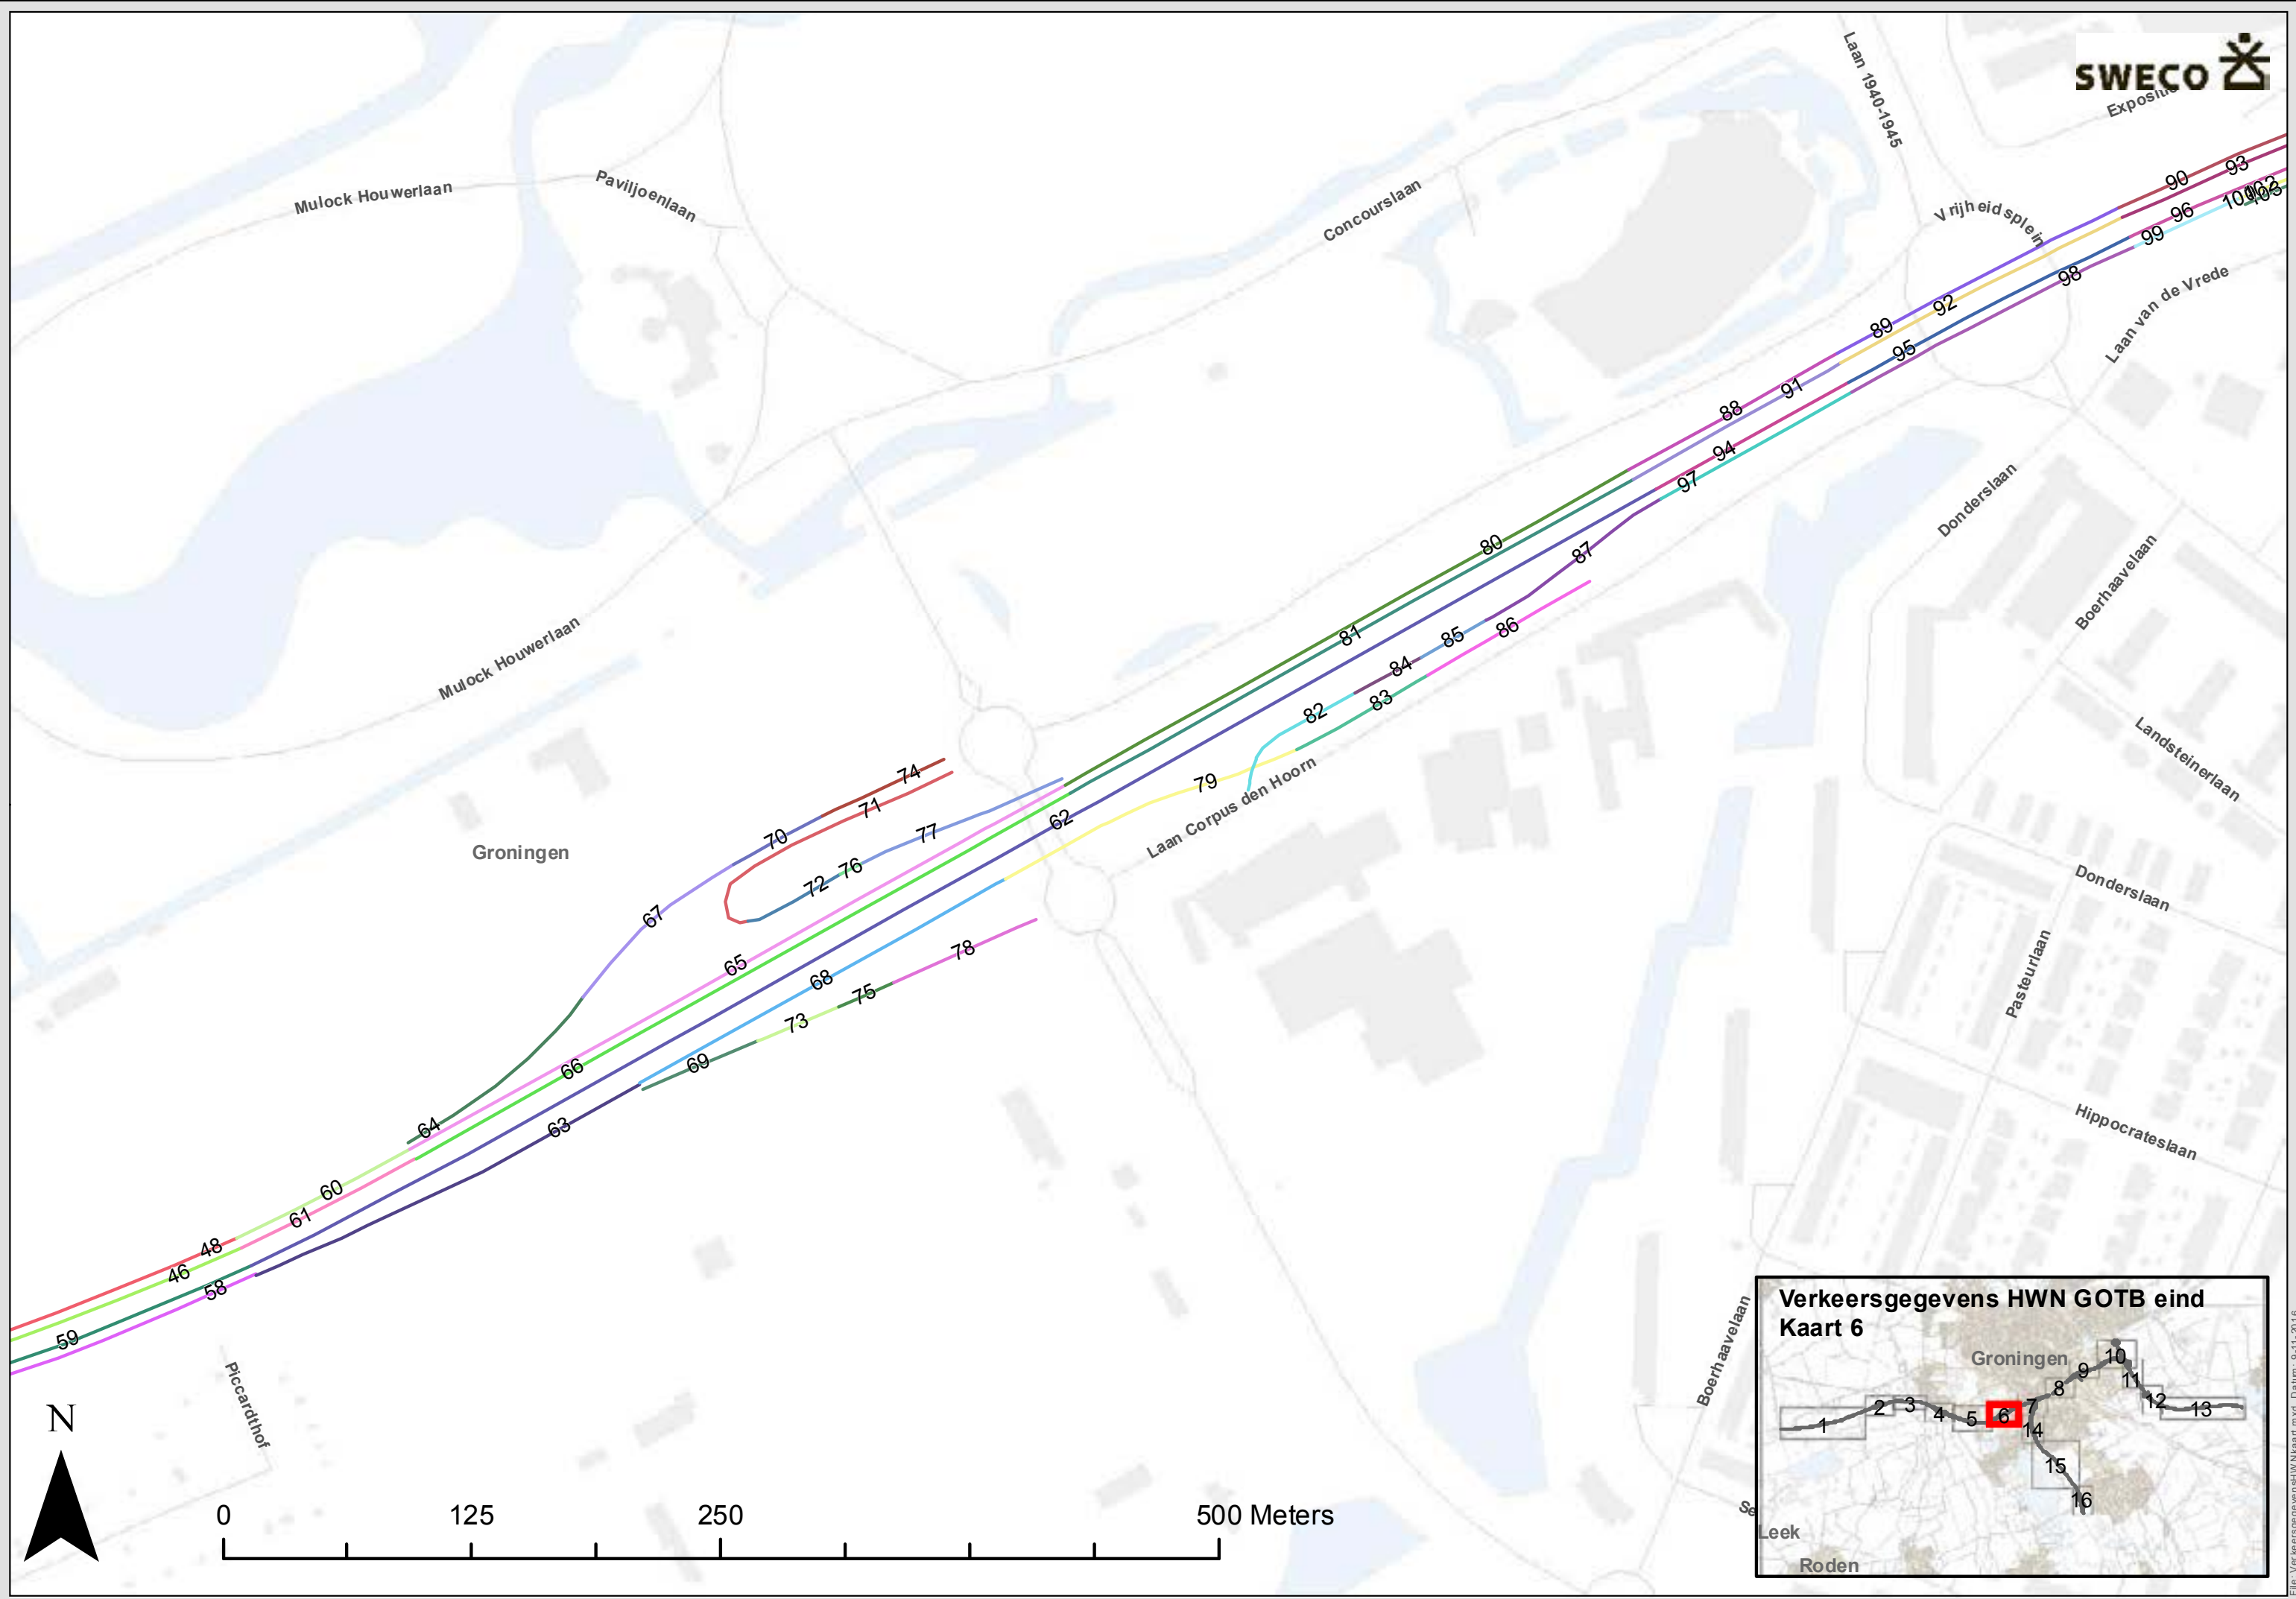 SWECO
Laan 1940-1945
Mulock Houwerlaan
Paviljoenlaan
Concourslaan
Vrijheidsplein
Laan van de Vrede
90
93
96
99
98
92
89
95
91
88
94
97
Donderslaan
Boerhaavelaan
80
87
81
85
86
84
83
82
79
62
Mulock Houwerlaan
Landsteinerlaan
Laan Corpus den Hoorn
Groningen
74
71
70
77
76
72
67
65
68
78
75
73
69
66
63
64
Donderslaan
Pasteurlaan
Hippocrateslaan
60
61
48
46
58
59
Piccardthof
Boerhaavelaan
N
0 125 250 500 Meters
Verkeersgegevens HWN GOTB eind
Kaart 6
Groningen
1
2
3
4
5
6
7
8
9
10
11
12
13
14
15
16
Leek
Roden